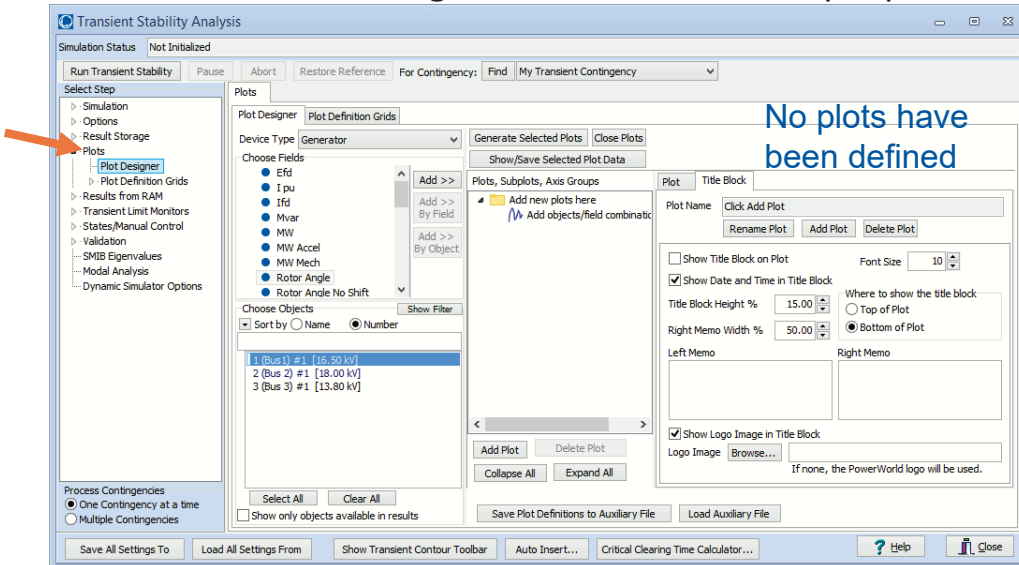 Transient Stability Analysis
Simulation Status Not Initialized
Run Transient Stability Pause Abort Restore Reference For Contingency: Find My Transient Contingency
Select Step
Simulation
Options
Result Storage
Plots
Plot Designer
Plot Definition Grids
Results from RAM
Transient Limit Monitors
States/Manual Control
Validation
SMIB Eigenvalues
Modal Analysis
Dynamic Simulator Options
Process Contingencies
One Contingency at a time
Multiple Contingencies
Plots
Plot Designer Plot Definition Grids
Device Type Generator
Choose Fields
Efd
I pu
Ifd
Mvar
MW
MW Accel
MW Mech
Rotor Angle
Rotor Angle No Shift
Add >>
Add >>
By Field
Add >>
By Object
Choose Objects Show Filter
Sort by Name Number
1 (Bus1) #1 [16.50 kV]
2 (Bus 2) #1 [18.00 kV]
3 (Bus 3) #1 [13.80 kV]
Select All Clear All
Show only objects available in results
Generate Selected Plots Close Plots
Show/Save Selected Plot Data
Plots, Subplots, Axis Groups
Add new plots here
Add objects/field combinatic
Add Plot Delete Plot
Collapse All Expand All
Save Plot Definitions to Auxiliary File Load Auxiliary File
No plots have
been defined
Plot Title Block
Plot Name Click Add Plot
Rename Plot Add Plot Delete Plot
Show Title Block on Plot Font Size 10
Show Date and Time in Title Block
Title Block Height % 15.00
Right Memo Width % 50.00
Where to show the title block
Top of Plot
Bottom of Plot
Left Memo Right Memo
Show Logo Image in Title Block
Logo Image Browse...
If none, the PowerWorld logo will be used.
Save All Settings To Load All Settings From Show Transient Contour Toolbar Auto Insert... Critical Clearing Time Calculator... Help Close